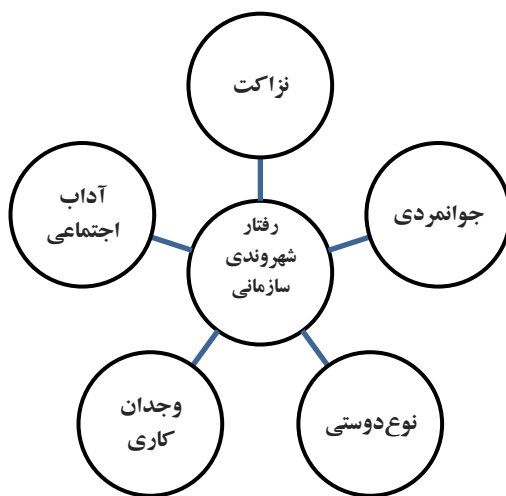 نزاکت
جوانمردی
نوع‌دوستی
وجدان
کاری
آداب
اجتماعی
رفتار
شهروندی
سازمانی